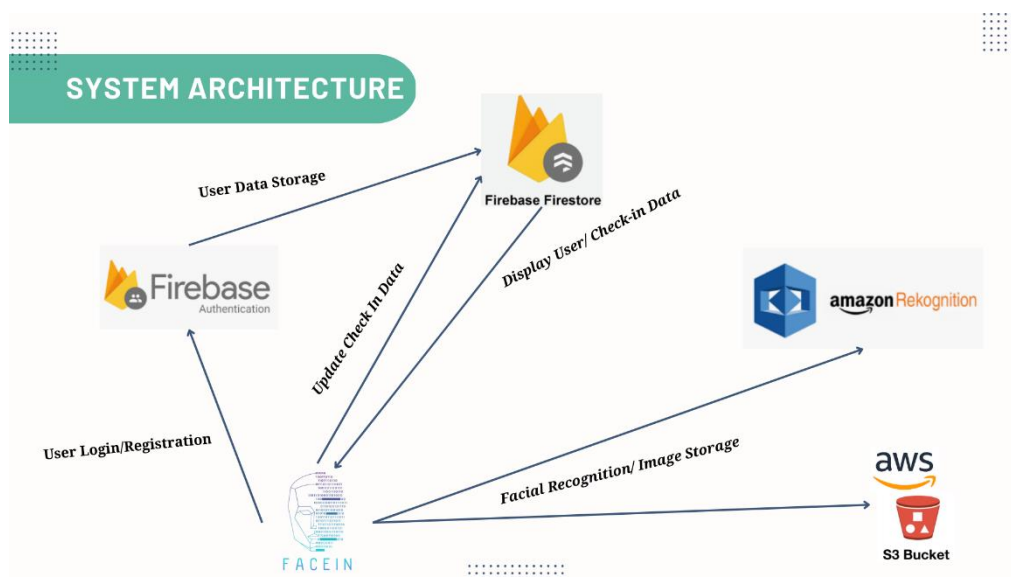 SYSTEM ARCHITECTURE
User Data Storage
Firebase Firestore
Display User/ Check-in Data
Firebase
Authentication
Update Check In Data
amazon Rekognition
User Login/Registration
Facial Recognition/ Image Storage
aws
S3 Bucket
FACEIN